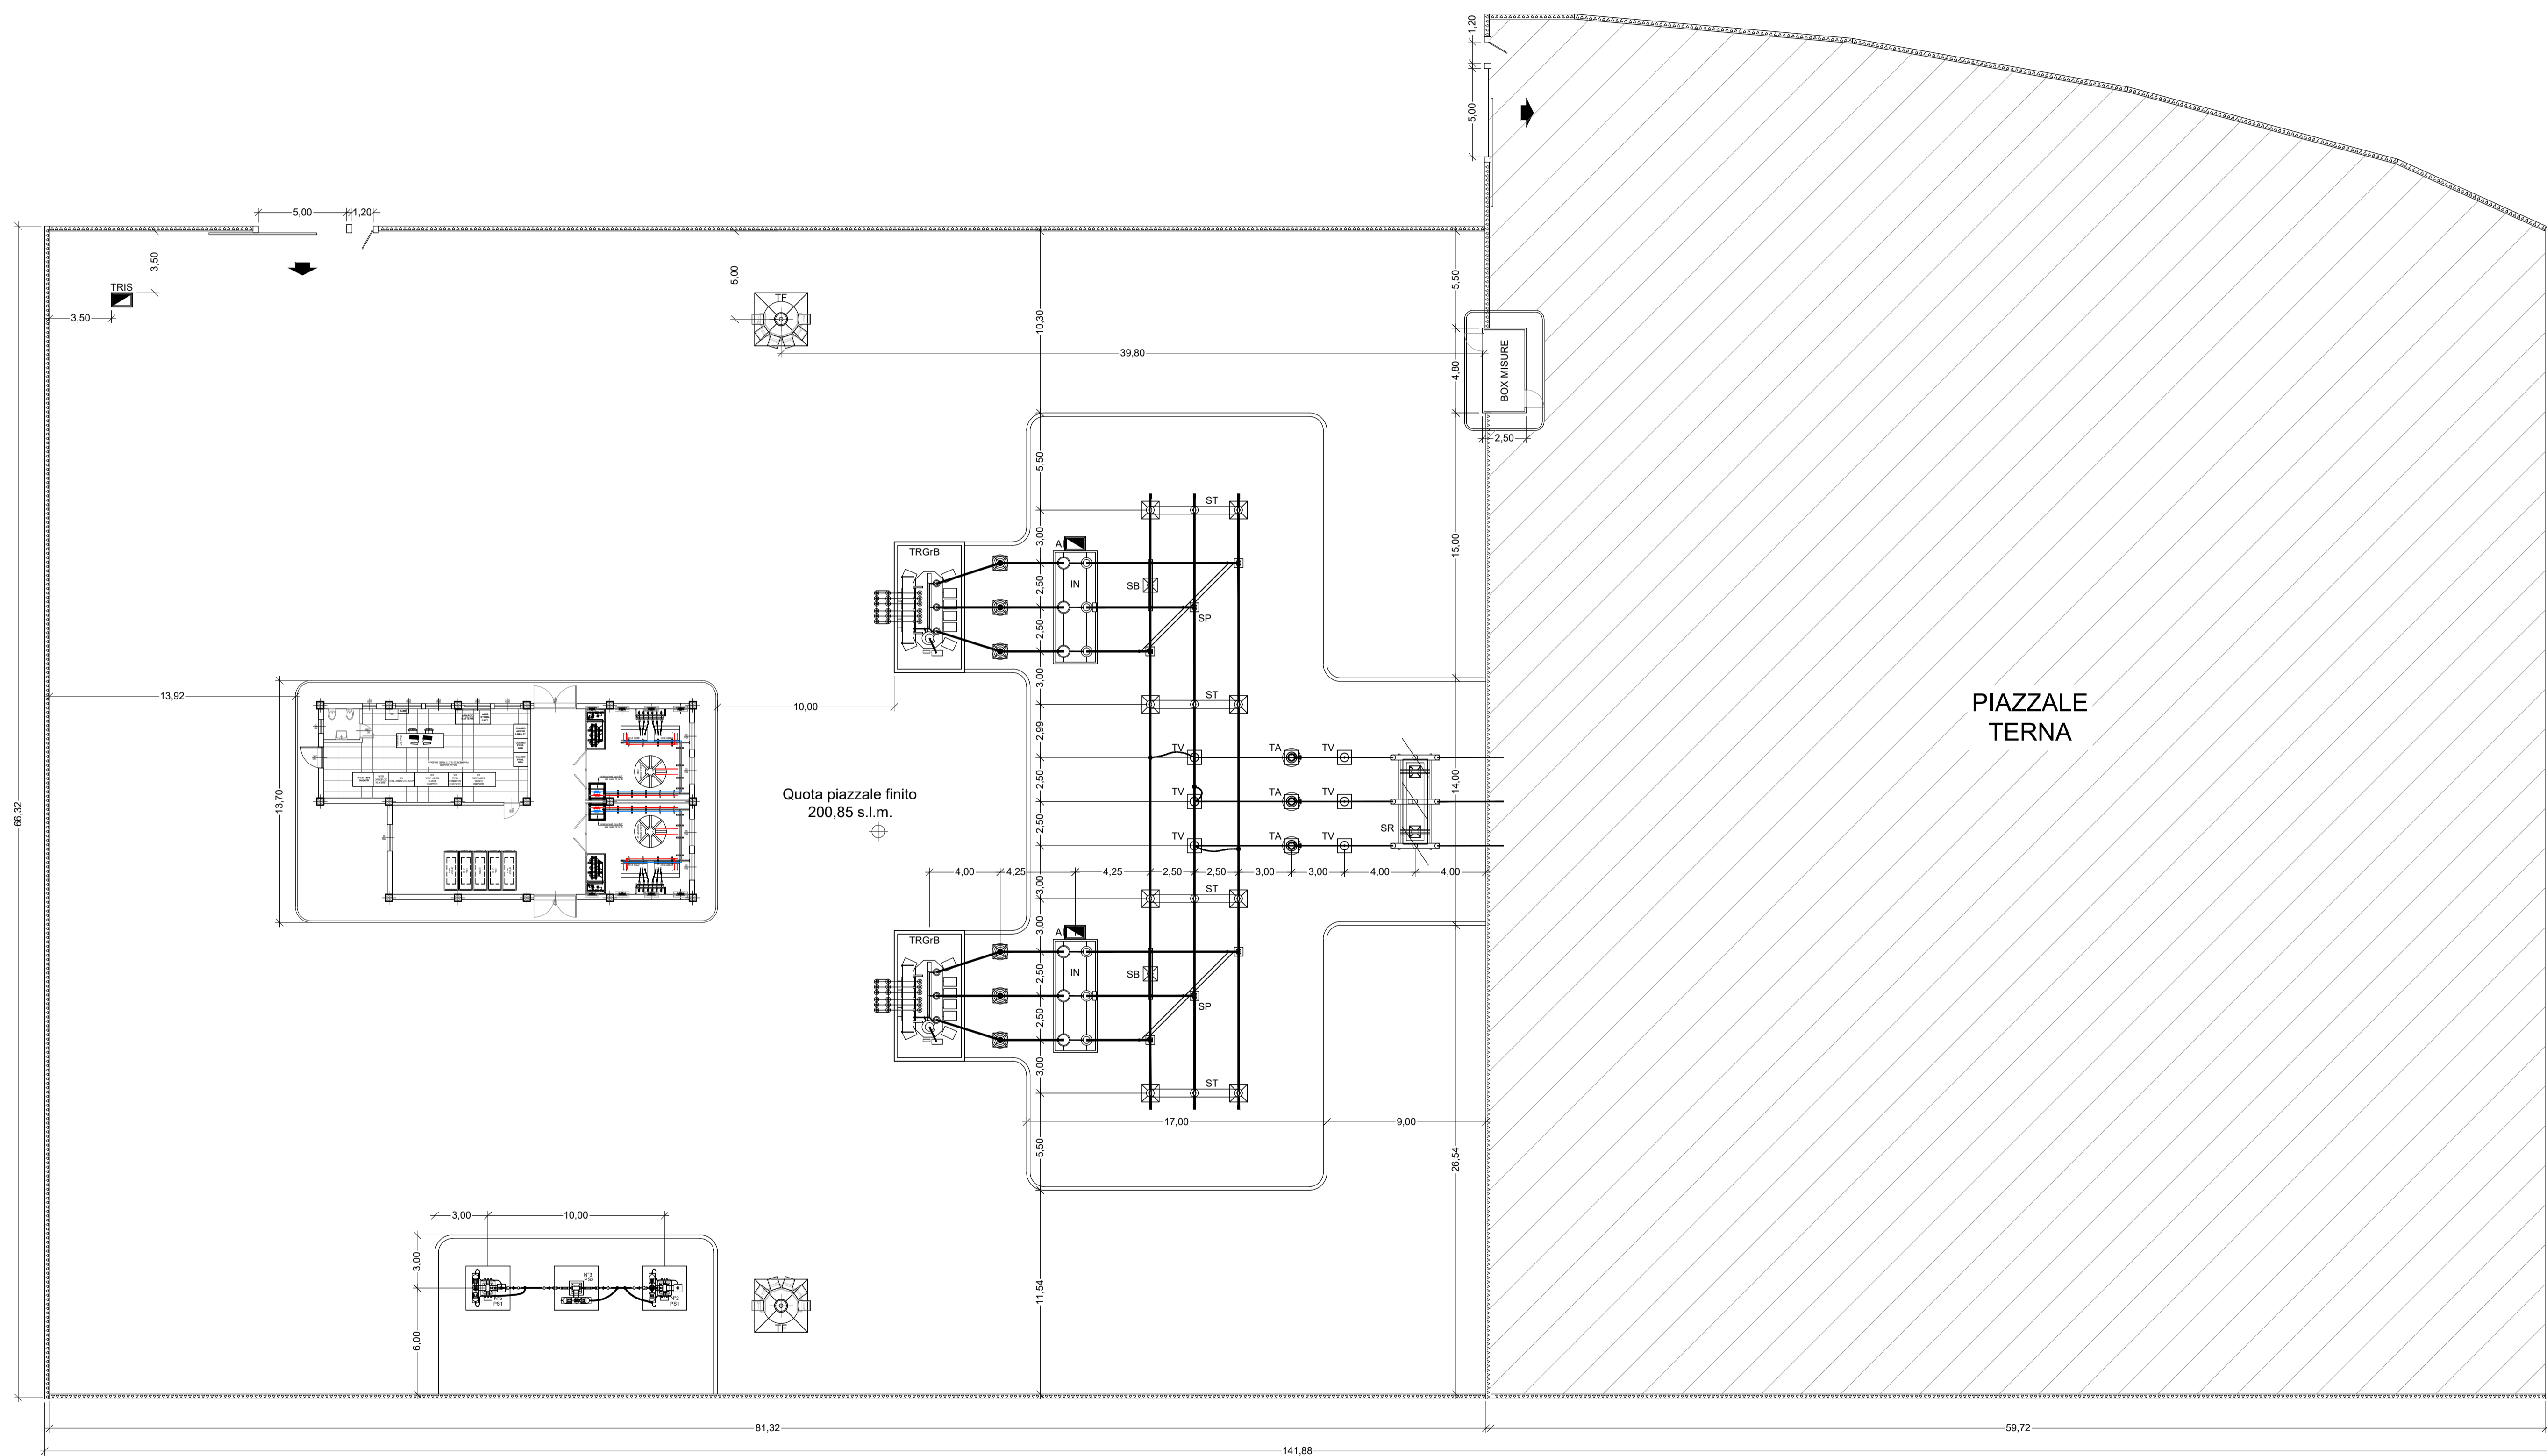 1,20
5,00
5,00
1,20
3,50
TRIS
3,50
5,00
TF
10,30
39,80
5,50
4,80
BOX MISURE
2,50
5,50
ST
3,00
TRGrB
AI
IN
2,50
SB
SP
2,50
15,00
3,00
13,92
10,00
ST
2,99
PIAZZALE
TERNA
TV
TA
TV
2,50
14,00
Quota piazzale finito
200,85 s.l.m.
TV
TA
TV
13,70
66,32
2,50
SR
TV
TA
TV
4,00
4,25
4,25
2,50
2,50
3,00
3,00
4,00
4,00
3,00
ST
3,00
TRGrB
AI
IN
2,50
SB
SP
2,50
3,00
ST
17,00
9,00
5,50
26,54
3,00
10,00
3,00
N°3
PS2
PS1
N°2
PS1
6,00
11,54
TF
81,32
59,72
141,88